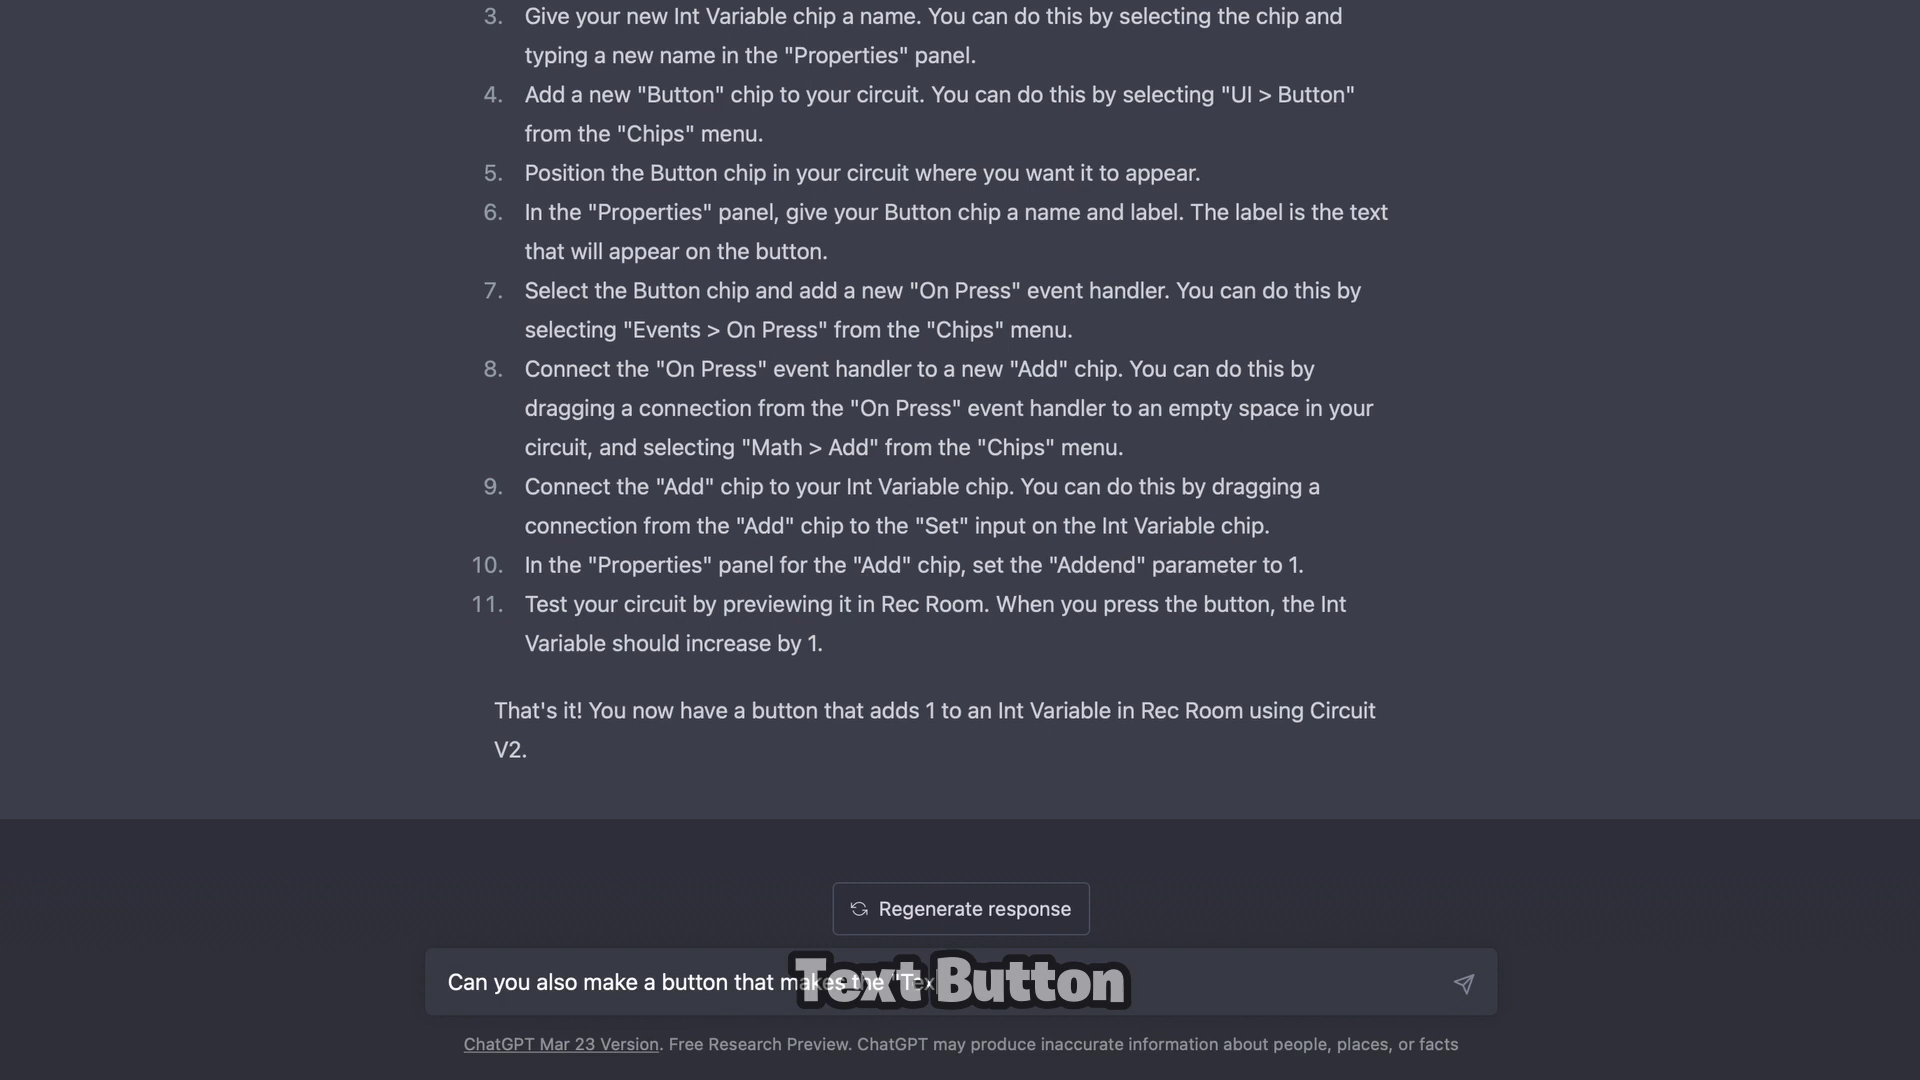 3. Give your new Int Variable chip a name. You can do this by selecting the chip and
typing a new name in the "Properties" panel.
4. Add a new "Button" chip to your circuit. You can do this by selecting "UI > Button"
from the "Chips" menu.
5. Position the Button chip in your circuit where you want it to appear.
6. In the "Properties" panel, give your Button chip a name and label. The label is the text
that will appear on the button.
7. Select the Button chip and add a new "On Press" event handler. You can do this by
selecting "Events > On Press" from the "Chips" menu.
8. Connect the "On Press" event handler to a new "Add" chip. You can do this by
dragging a connection from the "On Press" event handler to an empty space in your
circuit, and selecting "Math > Add" from the "Chips" menu.
9. Connect the "Add" chip to your Int Variable chip. You can do this by dragging a
connection from the "Add" chip to the "Set" input on the Int Variable chip.
10. In the "Properties" panel for the "Add" chip, set the "Addend" parameter to 1.
11. Test your circuit by previewing it in Rec Room. When you press the button, the Int
Variable should increase by 1.
That's it! You now have a button that adds 1 to an Int Variable in Rec Room using Circuit
V2.
Regenerate response
Can you also make a button that makes the "Tex
Text Button
ChatGPT Mar 23 Version. Free Research Preview. ChatGPT may produce inaccurate information about people, places, or facts